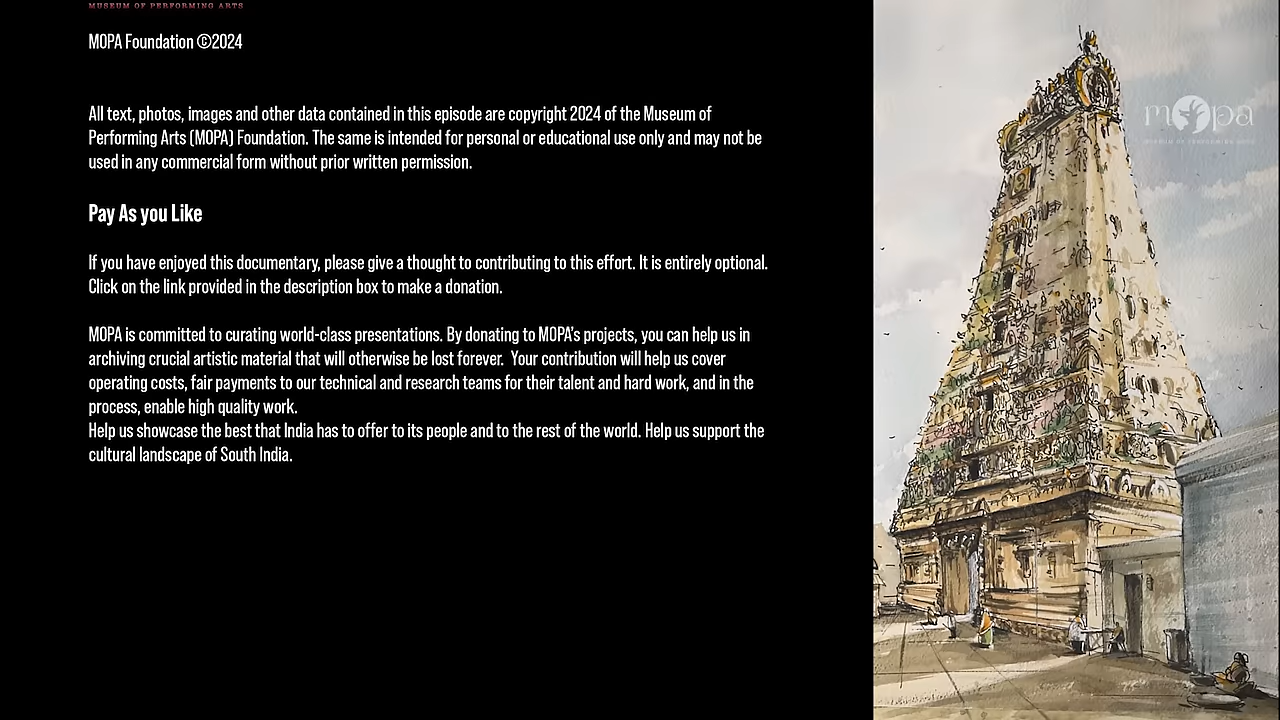 MUSEUM OF PERFORMING ARTS
MOPA Foundation ©2024
All text, photos, images and other data contained in this episode are copyright 2024 of the Museum of
Performing Arts (MOPA) Foundation. The same is intended for personal or educational use only and may not be
used in any commercial form without prior written permission.
Pay As you Like
If you have enjoyed this documentary, please give a thought to contributing to this effort. It is entirely optional.
Click on the link provided in the description box to make a donation.
MOPA is committed to curating world-class presentations. By donating to MOPA's projects, you can help us in
archiving crucial artistic material that will otherwise be lost forever.  Your contribution will help us cover
operating costs, fair payments to our technical and research teams for their talent and hard work, and in the
process, enable high quality work.
Help us showcase the best that India has to offer to its people and to the rest of the world. Help us support the
cultural landscape of South India.
mopa
MUSEUM OF PERFORMING ARTS